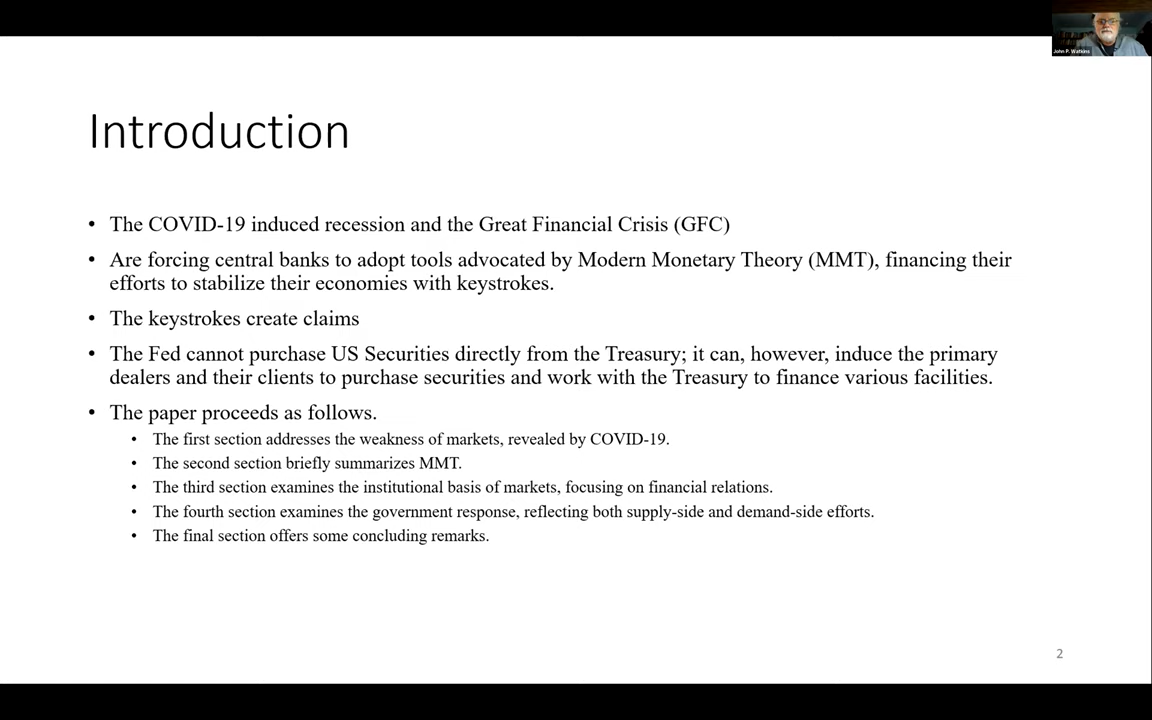 John P. Watkins
Introduction
• The COVID-19 induced recession and the Great Financial Crisis (GFC)
• Are forcing central banks to adopt tools advocated by Modern Monetary Theory (MMT), financing their
efforts to stabilize their economies with keystrokes.
• The keystrokes create claims
• The Fed cannot purchase US Securities directly from the Treasury; it can, however, induce the primary
dealers and their clients to purchase securities and work with the Treasury to finance various facilities.
• The paper proceeds as follows.
• The first section addresses the weakness of markets, revealed by COVID-19.
• The second section briefly summarizes MMT.
• The third section examines the institutional basis of markets, focusing on financial relations.
• The fourth section examines the government response, reflecting both supply-side and demand-side efforts.
• The final section offers some concluding remarks.
2